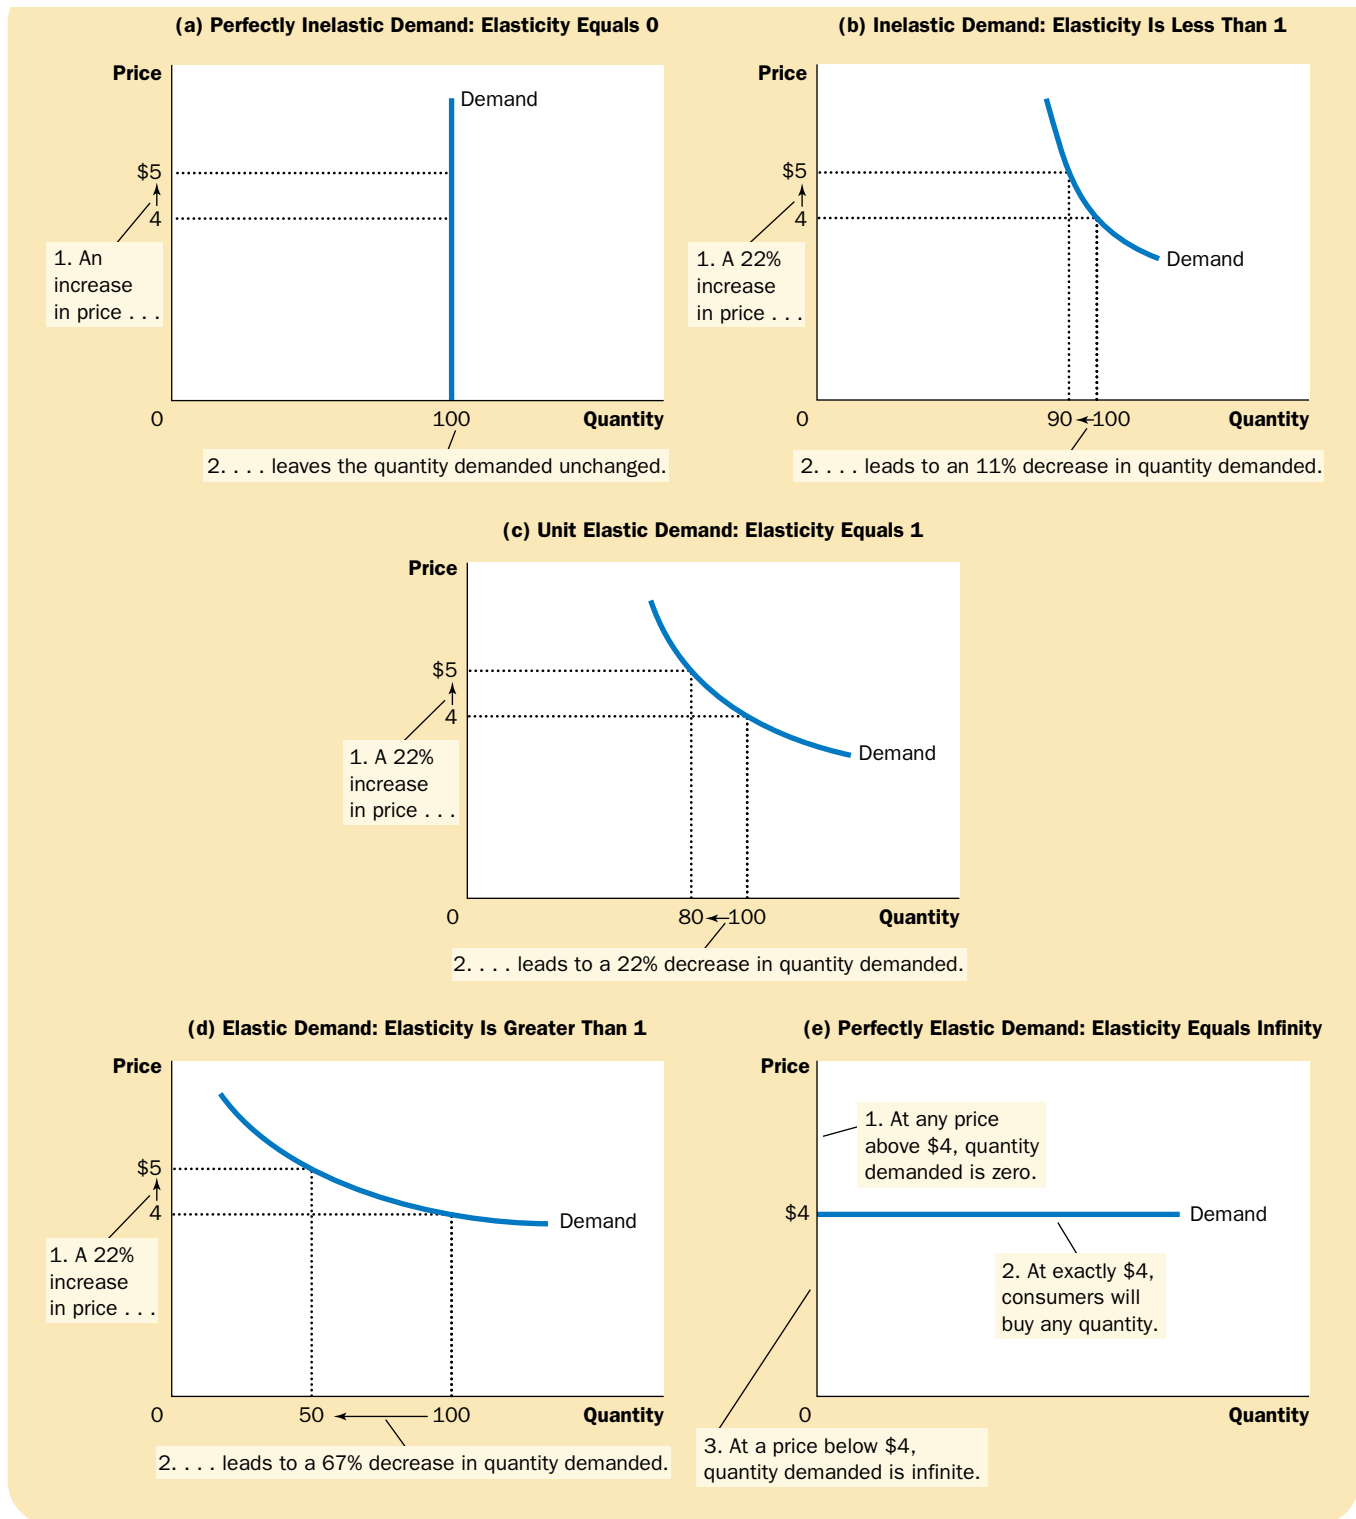 (a) Perfectly Inelastic Demand: Elasticity Equals 0
Price
Demand
$5
4
1. An
increase
in price . . .
0
100
Quantity
2. . . . leaves the quantity demanded unchanged.
(b) Inelastic Demand: Elasticity Is Less Than 1
Price
$5
4
1. A 22%
increase
in price . . .
Demand
0
90
100
Quantity
2. . . . leads to an 11% decrease in quantity demanded.
(c) Unit Elastic Demand: Elasticity Equals 1
Price
$5
4
1. A 22%
increase
in price . . .
Demand
0
80
100
Quantity
2. . . . leads to a 22% decrease in quantity demanded.
(d) Elastic Demand: Elasticity Is Greater Than 1
Price
$5
4
Demand
1. A 22%
increase
in price . . .
0
50
100
Quantity
2. . . . leads to a 67% decrease in quantity demanded.
(e) Perfectly Elastic Demand: Elasticity Equals Infinity
Price
1. At any price
above $4, quantity
demanded is zero.
$4
Demand
2. At exactly $4,
consumers will
buy any quantity.
0
Quantity
3. At a price below $4,
quantity demanded is infinite.